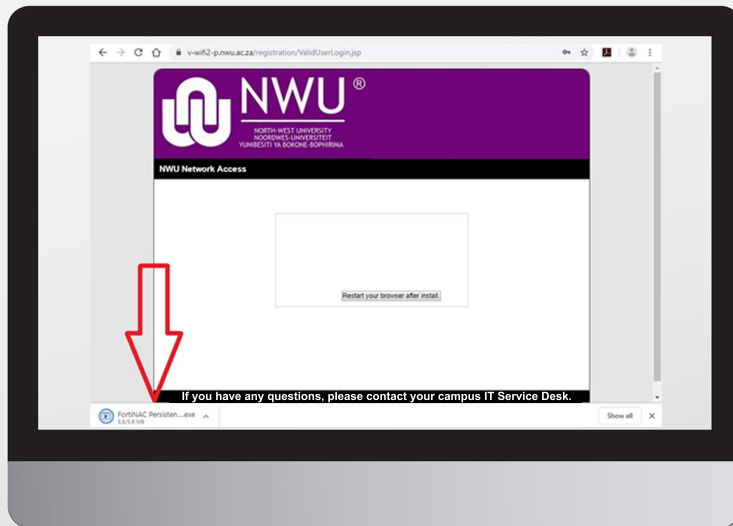 v-wifi2-p.nwu.ac.za/registration/ValidUserLogin.jsp
NWU®
NORTH-WEST UNIVERSITY
NOORDWES-UNIVERSITEIT
YUNIBESITI YA BOKONE-BOPHIRIMA
NWU Network Access
Restart your browser after install.
If you have any questions, please contact your campus IT Service Desk.
FortiNAC Persisten....exe
5.8/5.8 MB
Show all